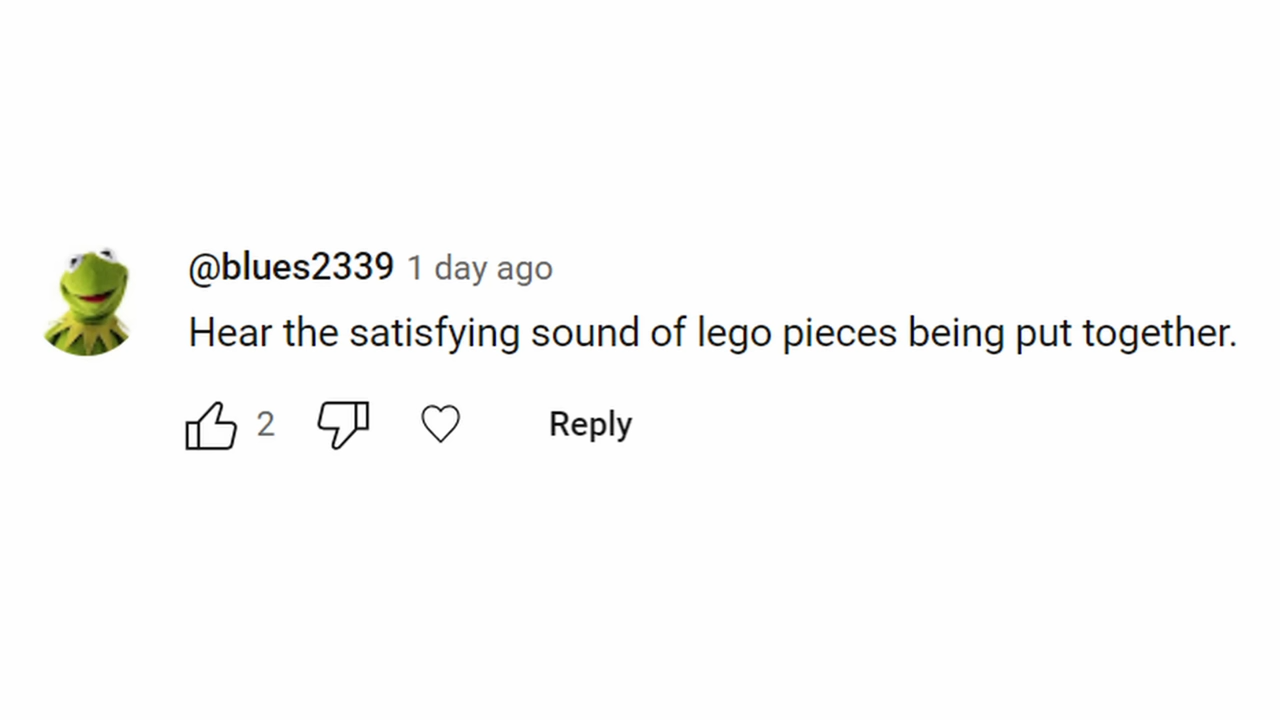 @blues2339 1 day ago
Hear the satisfying sound of lego pieces being put together.
2 Reply